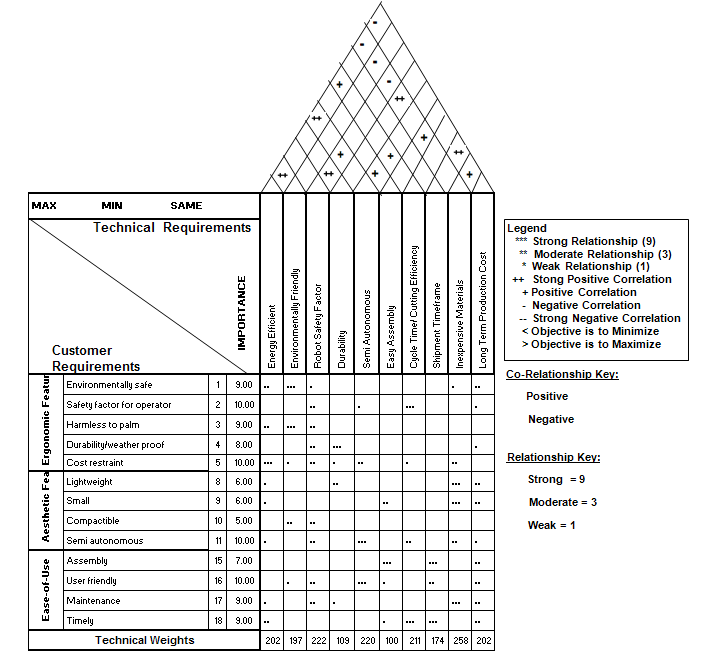 MAX MIN SAME
Technical Requirements
IMPORTANCE
Customer
Requirements
Energy Efficient
Environmentally Friendly
Robot Safety Factor
Durability
Semi Autonomous
Easy Assembly
Cycle Time/ Cutting Efficiency
Shipment Timeframe
Inexpensive Materials
Long Term Production Cost
Ergonomic Featur
Environmentally safe 1 9.00 •• ••• • • ••
Safety factor for operator 2 10.00 •• • ••• •
Harmless to palm 3 9.00 •• ••• ••
Durability/weather proof 4 8.00 •• ••• •
Cost restraint 5 10.00 ••• • •• •• • ••
Aesthetic Fea
Lightweight 8 6.00 • •• ••• ••
Small 9 6.00 • •• ••• ••
Compactible 10 5.00 •• ••
Semi autonomous 11 10.00 • •• ••• •• •• •
Ease-of-Use
Assembly 15 7.00 ••• ••• ••
User friendly 16 10.00 • •• ••• • •• ••
Maintenance 17 9.00 • •• • ••• ••
Timely 18 9.00 •• • ••• ••• ••
Technical Weights 202 197 222 109 220 100 211 174 258 202
Legend
*** Strong Relationship (9)
** Moderate Relationship (3)
* Weak Relationship (1)
++ Stong Positive Correlation
+ Positive Correlation
- Negative Correlation
-- Strong Negative Correlation
< Objective is to Minimize
> Objective is to Maximize
Co-Relationship Key:
Positive
Negative
Relationship Key:
Strong = 9
Moderate = 3
Weak = 1